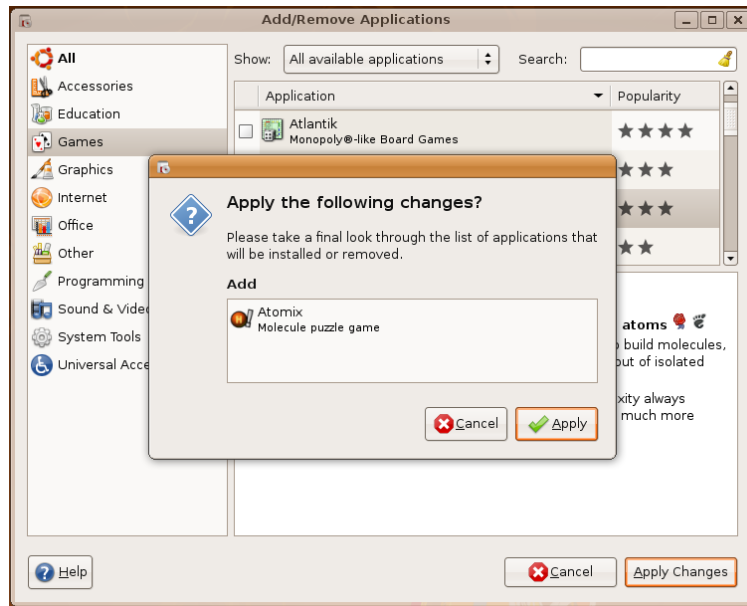 Add/Remove Applications
All
Accessories
Education
Games
Graphics
Internet
Office
Other
Programming
Sound & Video
System Tools
Universal Acce
Show: All available applications Search:
Application Popularity
Atlantik
Monopoly®-like Board Games
Apply the following changes?
Please take a final look through the list of applications that
will be installed or removed.
Add
Atomix
Molecule puzzle game
Cancel Apply
atoms
build molecules,
out of isolated
xity always
much more
Help Cancel Apply Changes